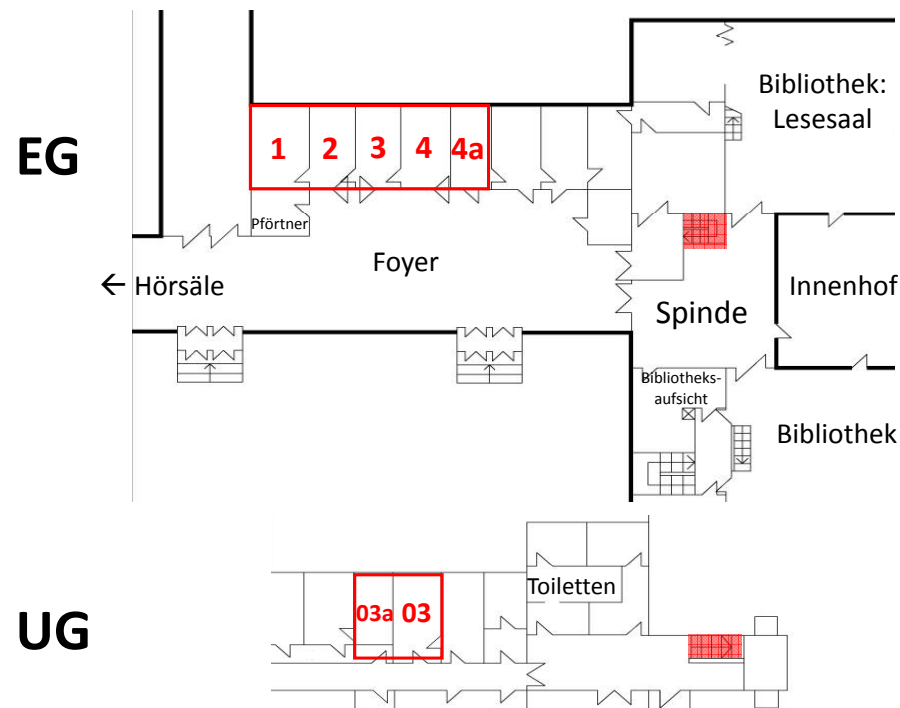 EG
Bibliothek:
Lesesaal
1 2 3 4 4a
Pförtner
Foyer
← Hörsäle
Innenhof
Spinde
Bibliotheks-
aufsicht
Bibliothek
UG
Toiletten
03a 03